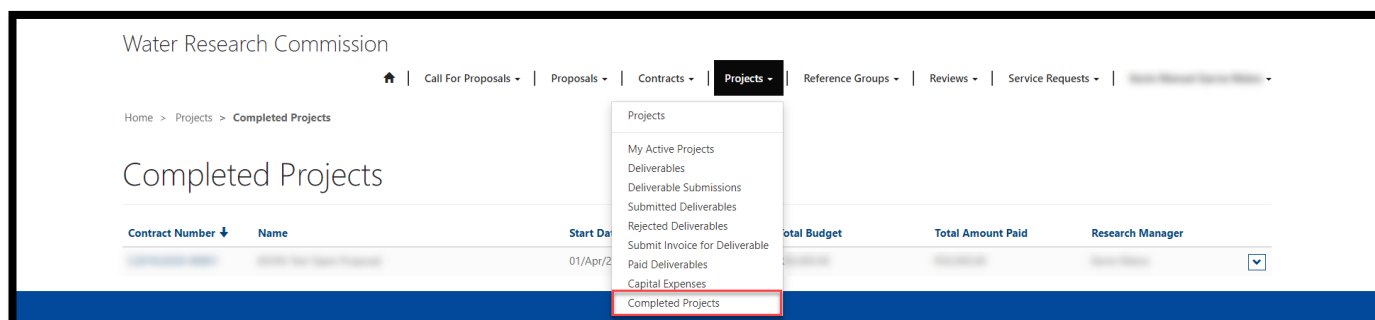 Water Research Commission
Call For Proposals Proposals Contracts Projects Reference Groups Reviews Service Requests
Home > Projects > Completed Projects
Projects
My Active Projects
Deliverables
Deliverable Submissions
Submitted Deliverables
Rejected Deliverables
Submit Invoice for Deliverable
Paid Deliverables
Capital Expenses
Completed Projects
Completed Projects
Contract Number Name Start Dat otal Budget Total Amount Paid Research Manager
01/Apr/2